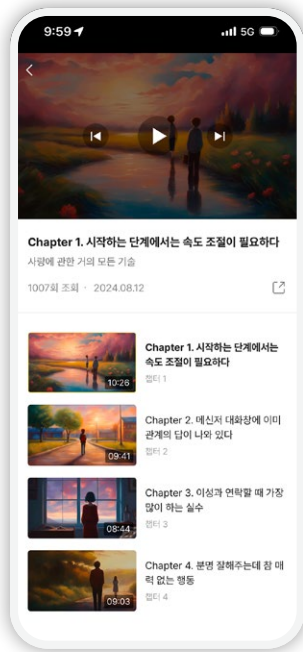 9:59
5G
Chapter 1. 시작하는 단계에서는 속도 조절이 필요하다
사랑에 관한 거의 모든 기술
1007회 조회 · 2024.08.12
Chapter 1. 시작하는 단계에서는
속도 조절이 필요하다
챕터 1
10:26
Chapter 2. 메신저 대화창에 이미
관계의 답이 나와 있다
챕터 2
09:41
Chapter 3. 이성과 연락할 때 가장
많이 하는 실수
챕터 3
08:44
Chapter 4. 분명 잘해주는데 참 매
력 없는 행동
챕터 4
09:03